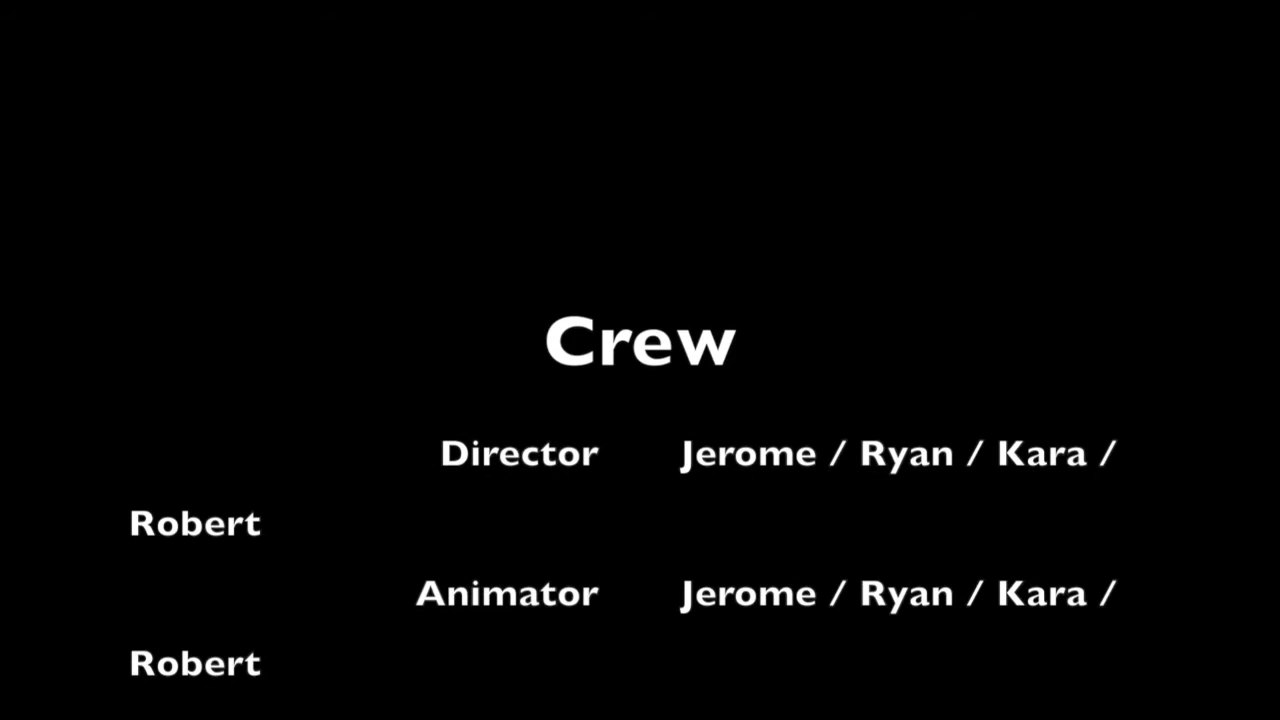 Crew
Director Jerome / Ryan / Kara /
Robert
Animator Jerome / Ryan / Kara /
Robert